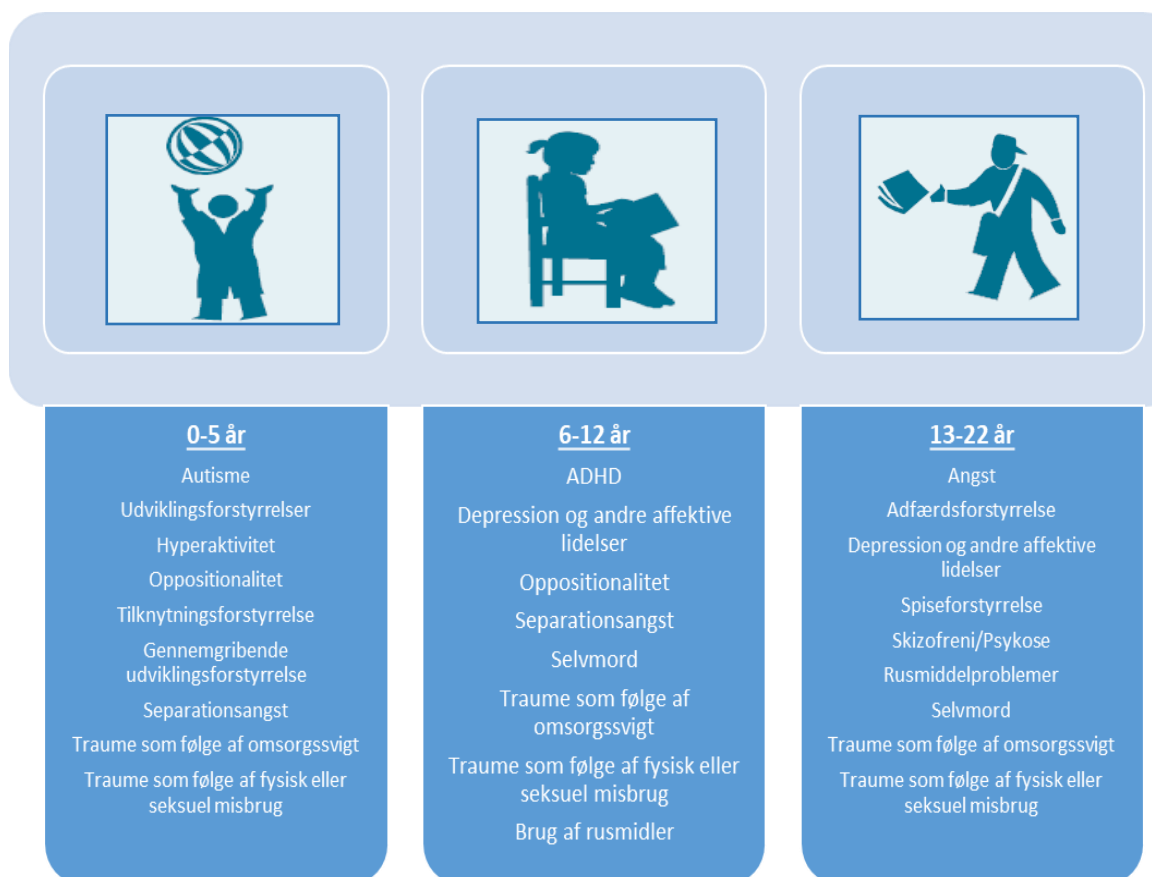 0-5 år
Autisme
Udviklingsforstyrrelser
Hyperaktivitet
Oppositionalitet
Tilknytningsforstyrrelse
Gennemgribende
udviklingsforstyrrelse
Separationsangst
Traume som følge af omsorgssvigt
Traume som følge af fysisk eller
seksuel misbrug
6-12 år
ADHD
Depression og andre affektive
lidelser
Oppositionalitet
Separationsangst
Selvmord
Traume som følge af
omsorgssvigt
Traume som følge af fysisk eller
seksuel misbrug
Brug af rusmidler
13-22 år
Angst
Adfærdsforstyrrelse
Depression og andre affektive
lidelser
Spiseforstyrrelse
Skizofreni/Psykose
Rusmiddelproblemer
Selvmord
Traume som følge af omsorgssvigt
Traume som følge af fysisk eller
seksuel misbrug